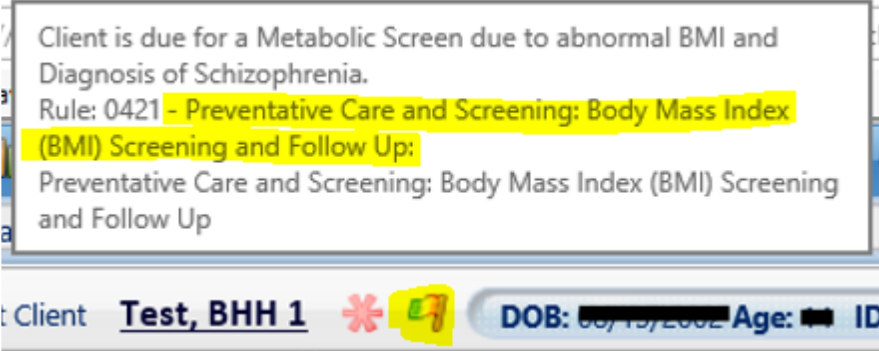 Client is due for a Metabolic Screen due to abnormal BMI and
Diagnosis of Schizophrenia.
Rule: 0421 - Preventative Care and Screening: Body Mass Index
(BMI) Screening and Follow Up:
Preventative Care and Screening: Body Mass Index (BMI) Screening
and Follow Up
t Client Test, BHH 1 DOB: Age: ID